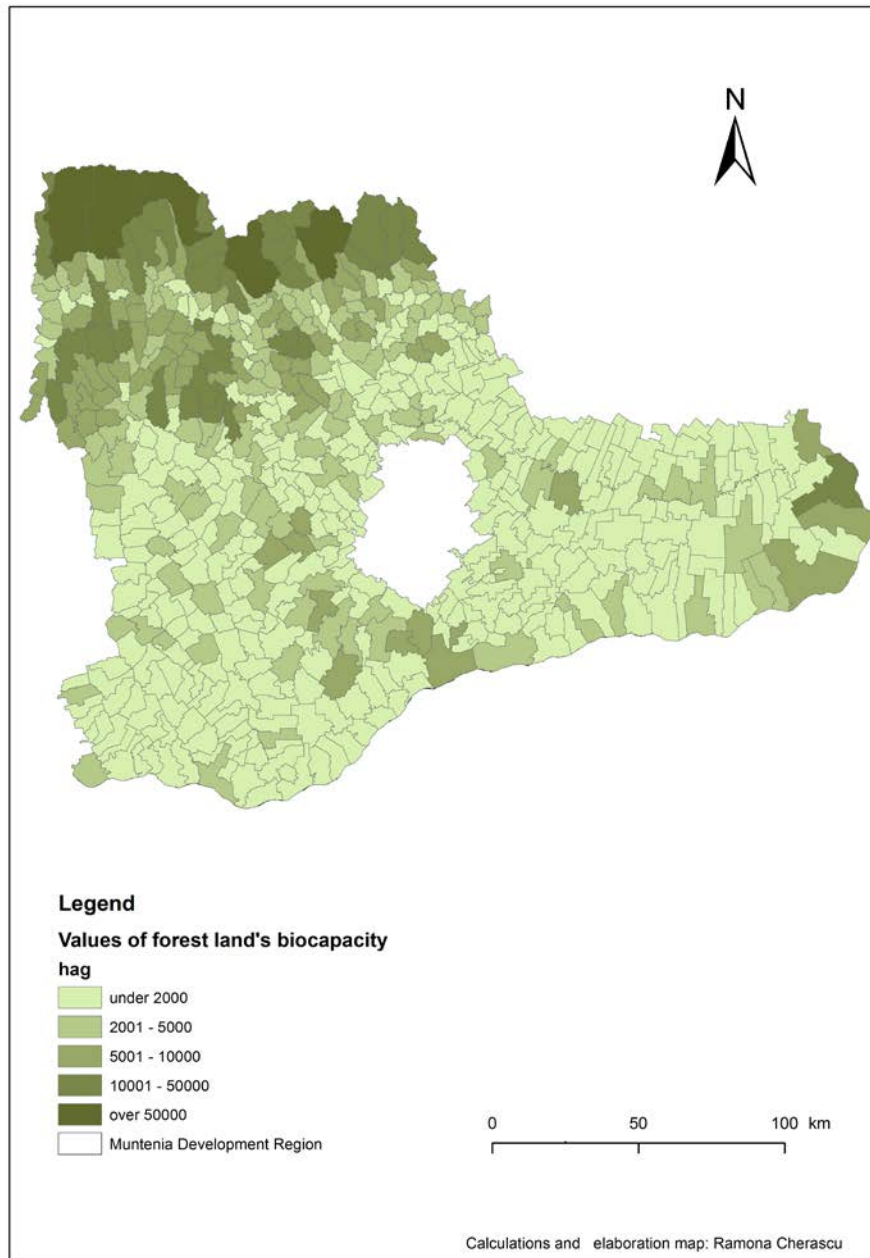 N
Legend
Values of forest land's biocapacity
hag
under 2000
2001 - 5000
5001 - 10000
10001 - 50000
over 50000
Muntenia Development Region
0 50 100 km
Calculations and elaboration map: Ramona Cherascu